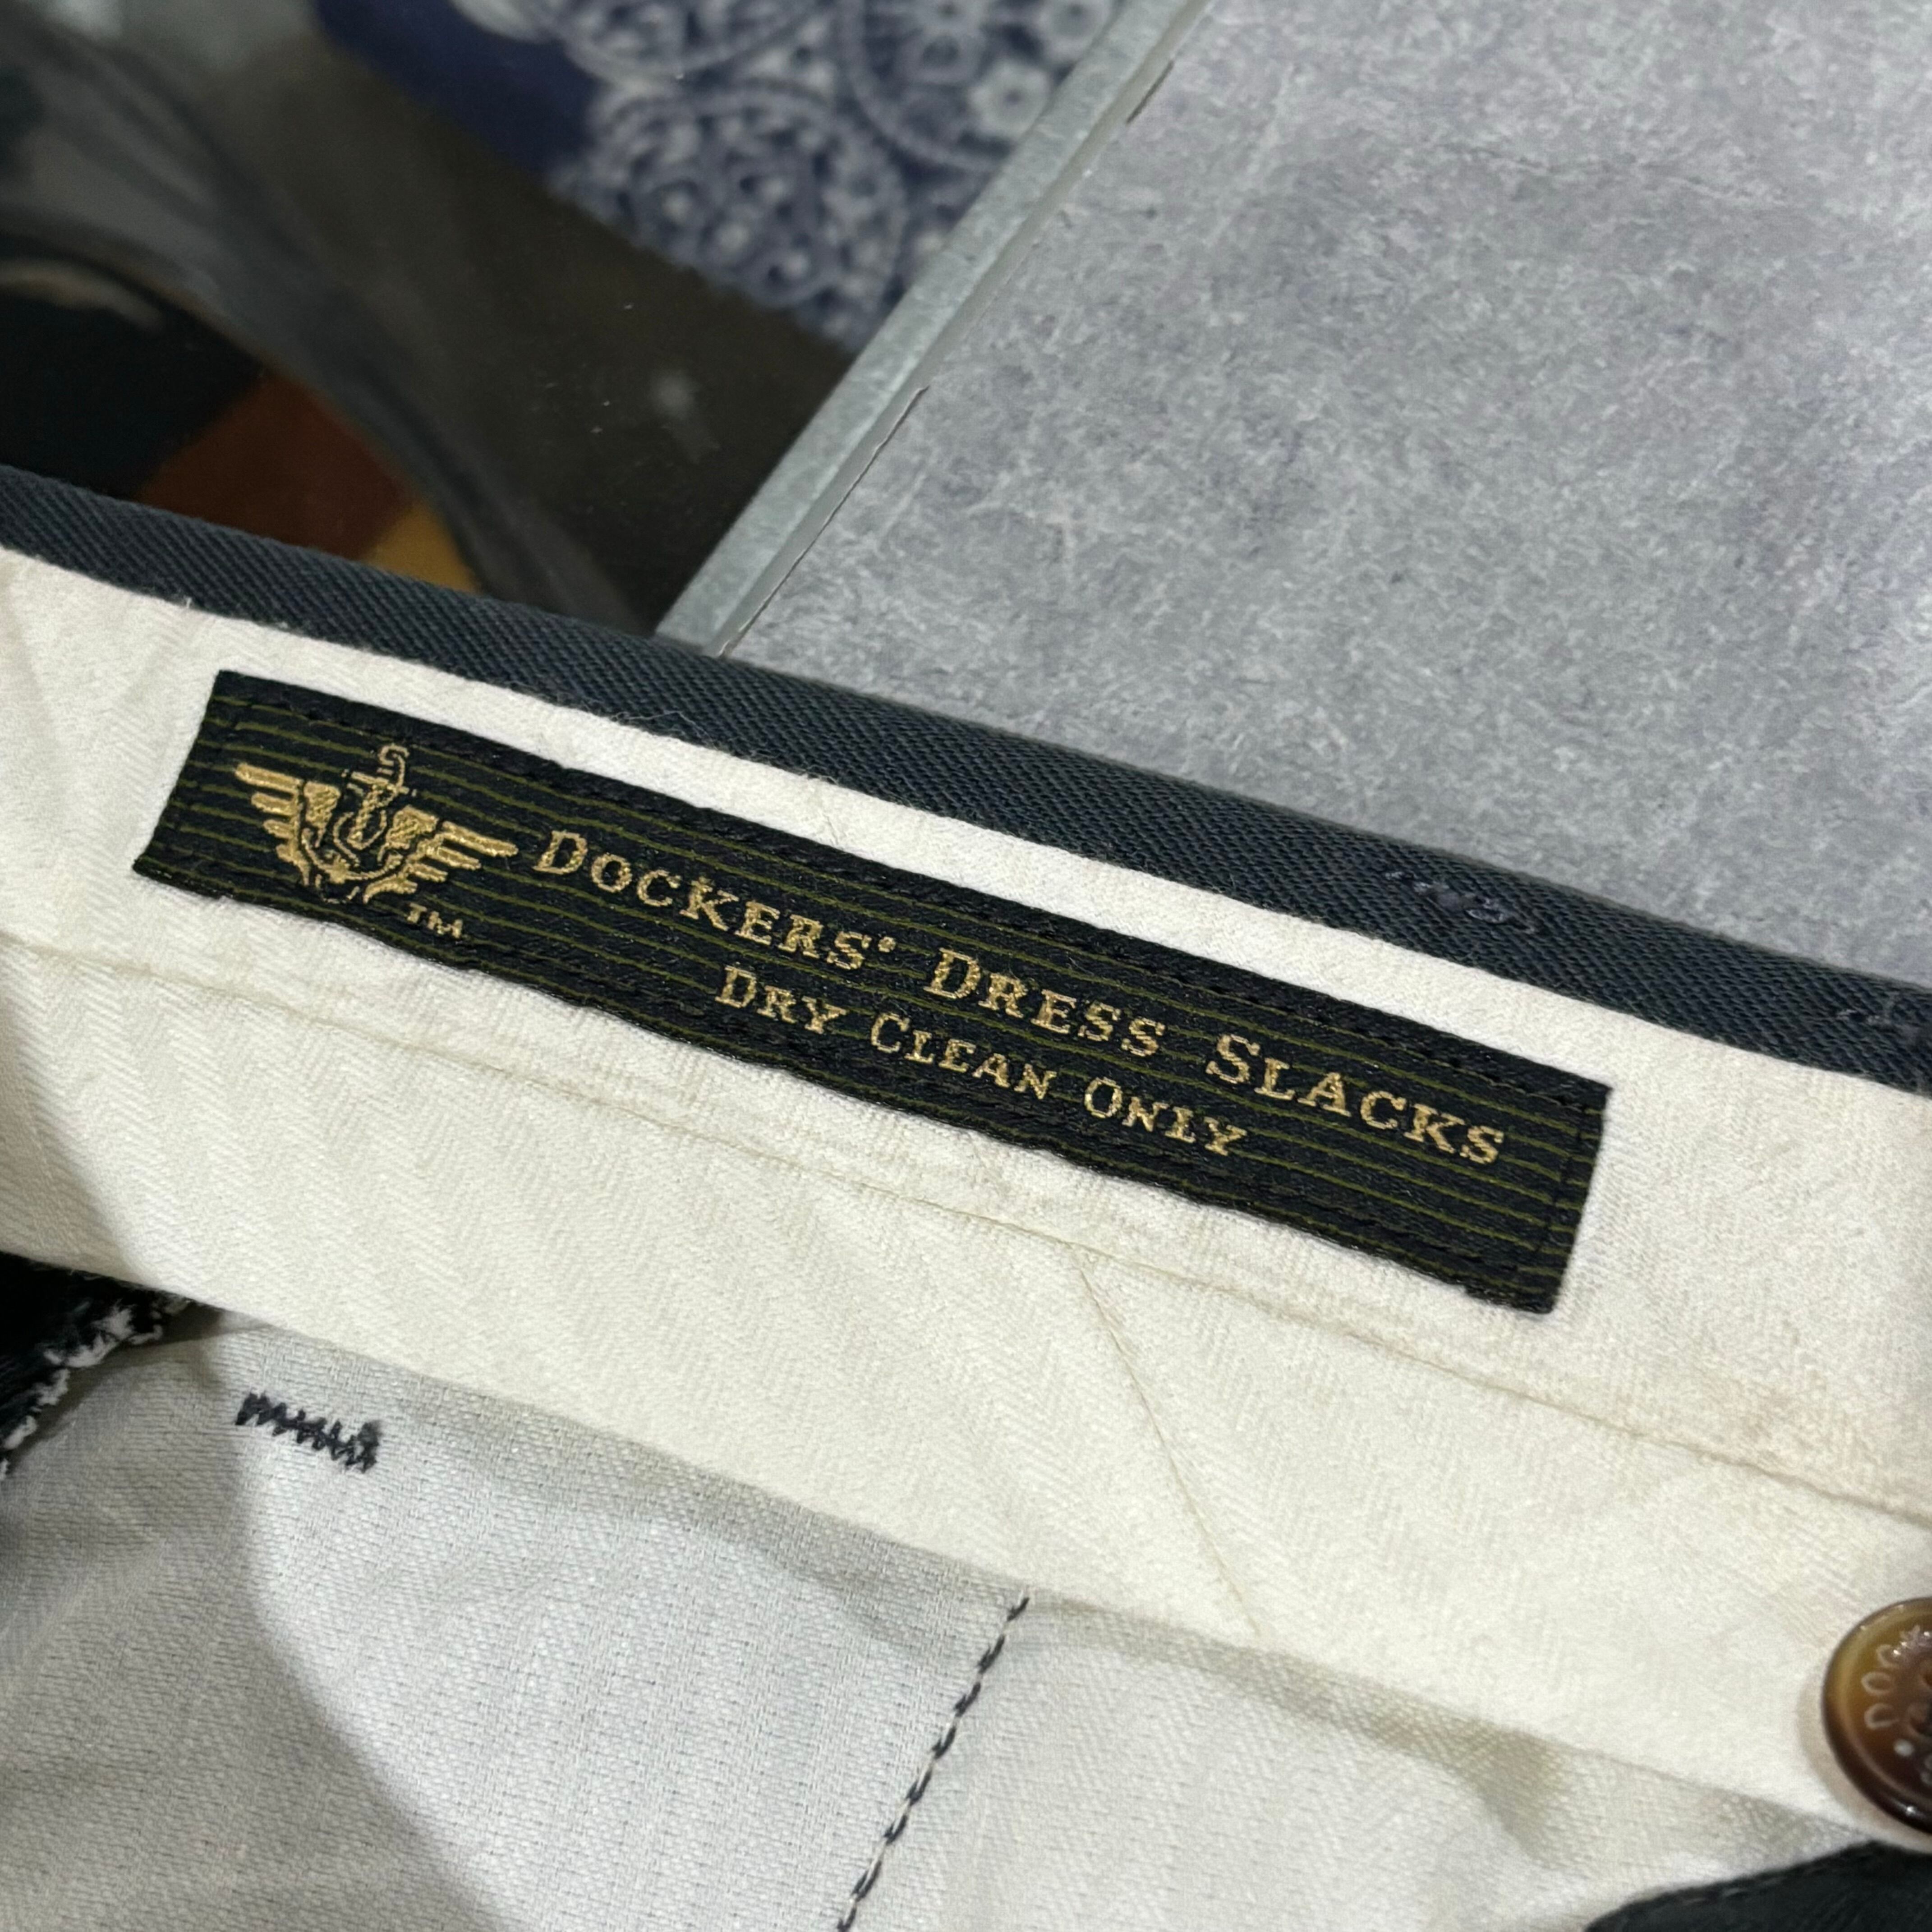 DOCKERS® DRESS SLACKS
DRY CLEAN ONLY
TM